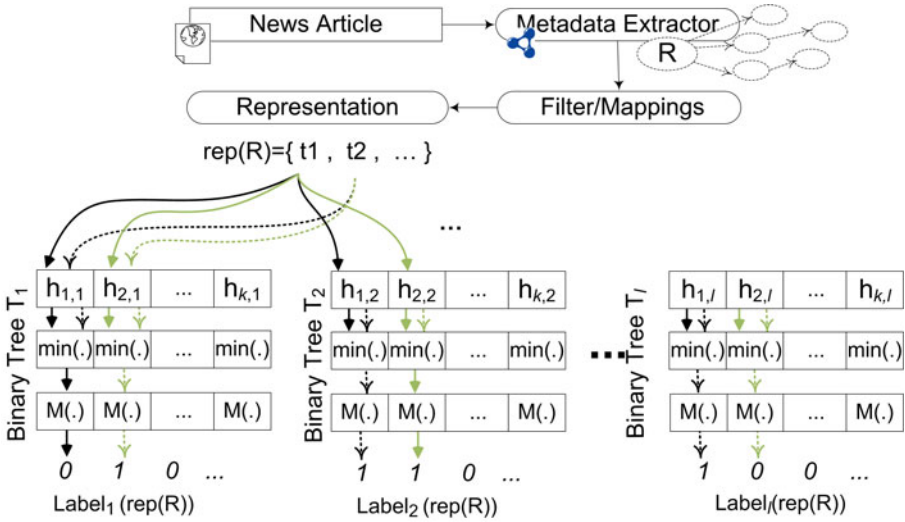 News Article
Metadata Extractor
R
Representation
Filter/Mappings
rep(R)={ t1 , t2 , ... }
...
Binary Tree T1
h1,1 h2,1 ... hk,1
min(.) min(.) ... min(.)
M(.) M(.) ... M(.)
0 1 0 ...
Label1(rep(R))
Binary Tree T2
h1,2 h2,2 ... hk,2
min(.) min(.) ... min(.)
M(.) M(.) ... M(.)
1 1 0 ...
Label2(rep(R))
...
Binary Tree Tl
h1,l h2,l ... hk,l
min(.) min(.) ... min(.)
M(.) M(.) ... M(.)
1 0 0 ...
Labell(rep(R))